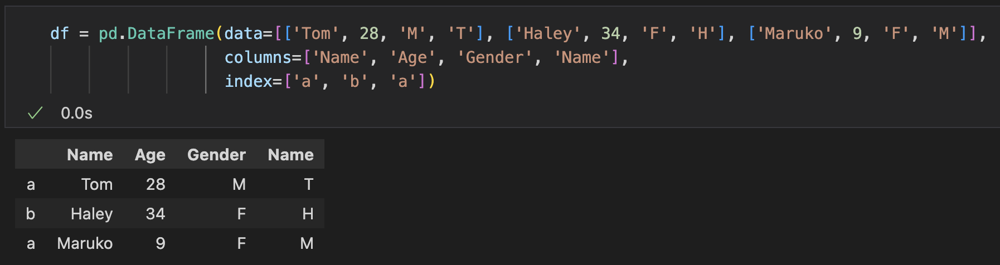 df = pd.DataFrame(data=[['Tom', 28, 'M', 'T'], ['Haley', 34, 'F', 'H'], ['Maruko', 9, 'F', 'M']],
columns=['Name', 'Age', 'Gender', 'Name'],
index=['a', 'b', 'a'])
✓ 0.0s
Name Age Gender Name
a Tom 28 M T
b Haley 34 F H
a Maruko 9 F M